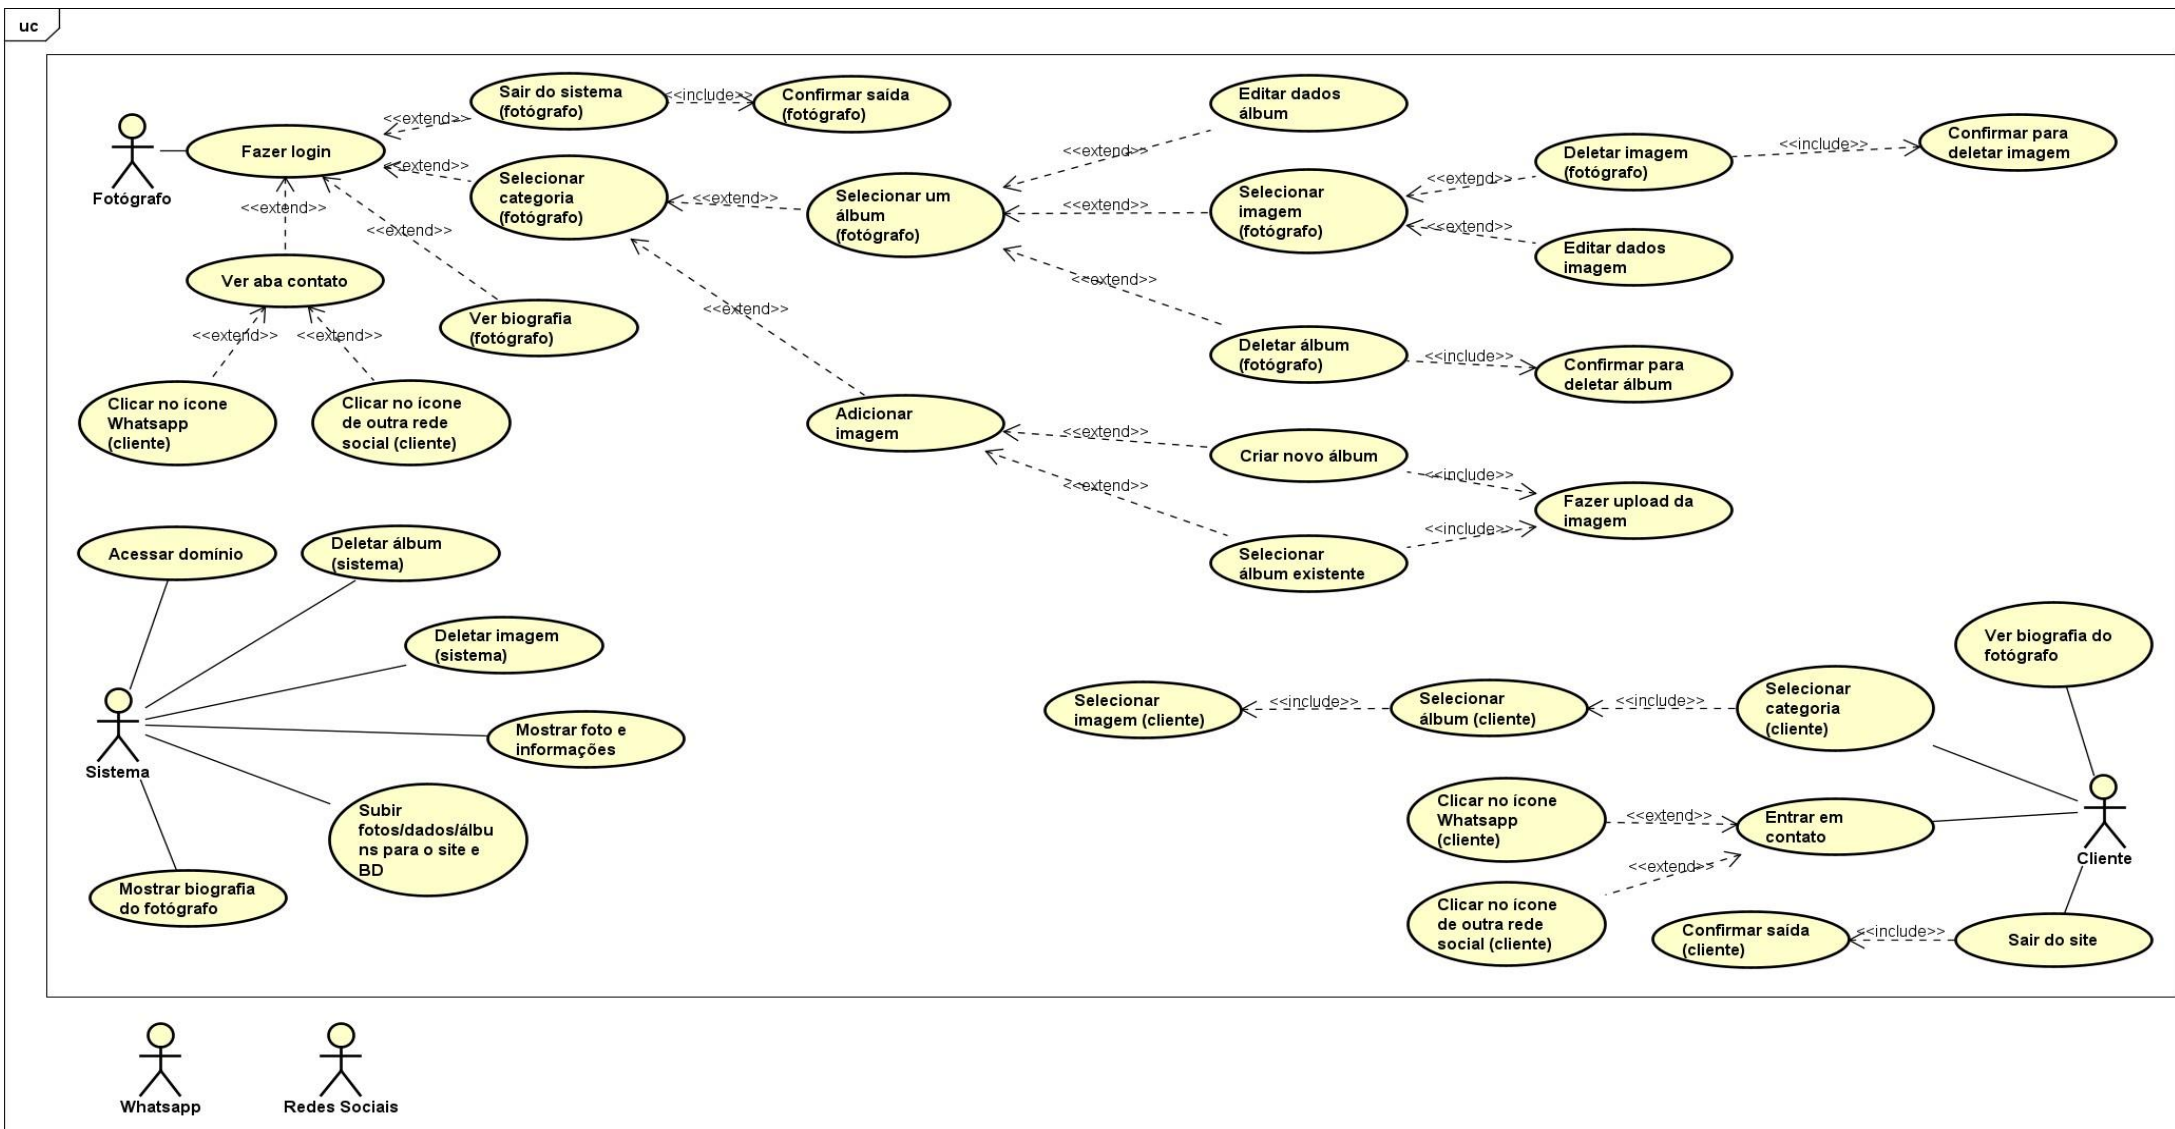 uc
Fotógrafo
Fazer login
<<extend>>
Sair do sistema
(fotógrafo)
<<include>>
Confirmar saída
(fotógrafo)
<<extend>>
Selecionar
categoria
(fotógrafo)
<<extend>>
Ver aba contato
<<extend>>
Ver biografia
(fotógrafo)
<<extend>>
<<extend>>
Clicar no ícone
Whatsapp
(cliente)
Clicar no ícone
de outra rede
social (cliente)
<<extend>>
Selecionar um
álbum
(fotógrafo)
<<extend>>
Editar dados
álbum
<<extend>>
Selecionar
imagem
(fotógrafo)
<<extend>>
Deletar imagem
(fotógrafo)
<<include>>
Confirmar para
deletar imagem
<<extend>>
Editar dados
imagem
<<extend>>
Deletar álbum
(fotógrafo)
<<include>>
Confirmar para
deletar álbum
<<extend>>
Adicionar
imagem
<<extend>>
Criar novo álbum
<<include>>
Fazer upload da
imagem
<<extend>>
Selecionar
álbum existente
<<include>>
Acessar domínio
Deletar álbum
(sistema)
Deletar imagem
(sistema)
Sistema
Mostrar foto e
informações
Subir
fotos/dados/álbu
ns para o site e
BD
Mostrar biografia
do fotógrafo
Ver biografia do
fotógrafo
Selecionar
imagem (cliente)
<<include>>
Selecionar
álbum (cliente)
<<include>>
Selecionar
categoria
(cliente)
Clicar no ícone
Whatsapp
(cliente)
<<extend>>
Entrar em
contato
Cliente
<<extend>>
Clicar no ícone
de outra rede
social (cliente)
Confirmar saída
(cliente)
<<include>>
Sair do site
Whatsapp
Redes Sociais